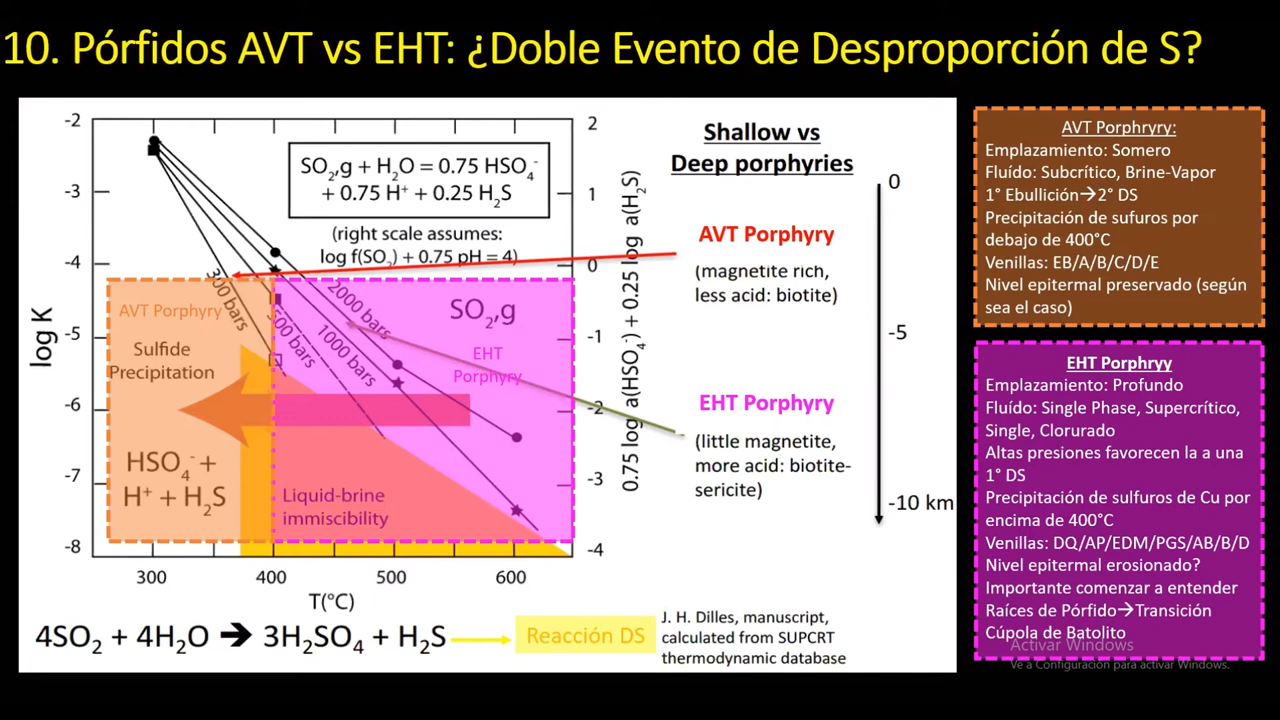 10. Pórfidos AVT vs EHT: ¿Doble Evento de Desproporción de S?
-2
-3
-4
-5
-6
-7
-8
log K
300
400
500
600
T(°C)
2
1
0
-1
-2
-3
-4
0.75 log a(HSO4-) + 0.25 log a(H2S)
SO2,g + H2O = 0.75 HSO4-
+ 0.75 H+ + 0.25 H2S
(right scale assumes:
log f(SO2) + 0.75 pH = 4)
300 bars
500 bars
1000 bars
2000 bars
AVT Porphyry
Sulfide
Precipitation
HSO4- +
H+ + H2S
SO2,g
EHT
Porphyry
Liquid-brine
immiscibility
Shallow vs
Deep porphyries
AVT Porphyry
(magnetite rich,
less acid: biotite)
EHT Porphyry
(little magnetite,
more acid: biotite-
sericite)
0
-5
-10 km
4SO2 + 4H2O → 3H2SO4 + H2S
Reacción DS
J. H. Dilles, manuscript,
calculated from SUPCRT
thermodynamic database
AVT Porphryry:
Emplazamiento: Somero
Fluído: Subcrítico, Brine-Vapor
1° Ebullición→2° DS
Precipitación de sufuros por
debajo de 400°C
Venillas: EB/A/B/C/D/E
Nivel epitermal preservado (según
sea el caso)
EHT Porphryy
Emplazamiento: Profundo
Fluído: Single Phase, Supercrítico,
Single, Clorurado
Altas presiones favorecen la a una
1° DS
Precipitación de sulfuros de Cu por
encima de 400°C
Venillas: DQ/AP/EDM/PGS/AB/B/D
Nivel epitermal erosionado?
Importante comenzar a entender
Raíces de Pórfido→Transición
Cúpola de Batolito
Activar Windows
Ve a Configuración para activar Windows.